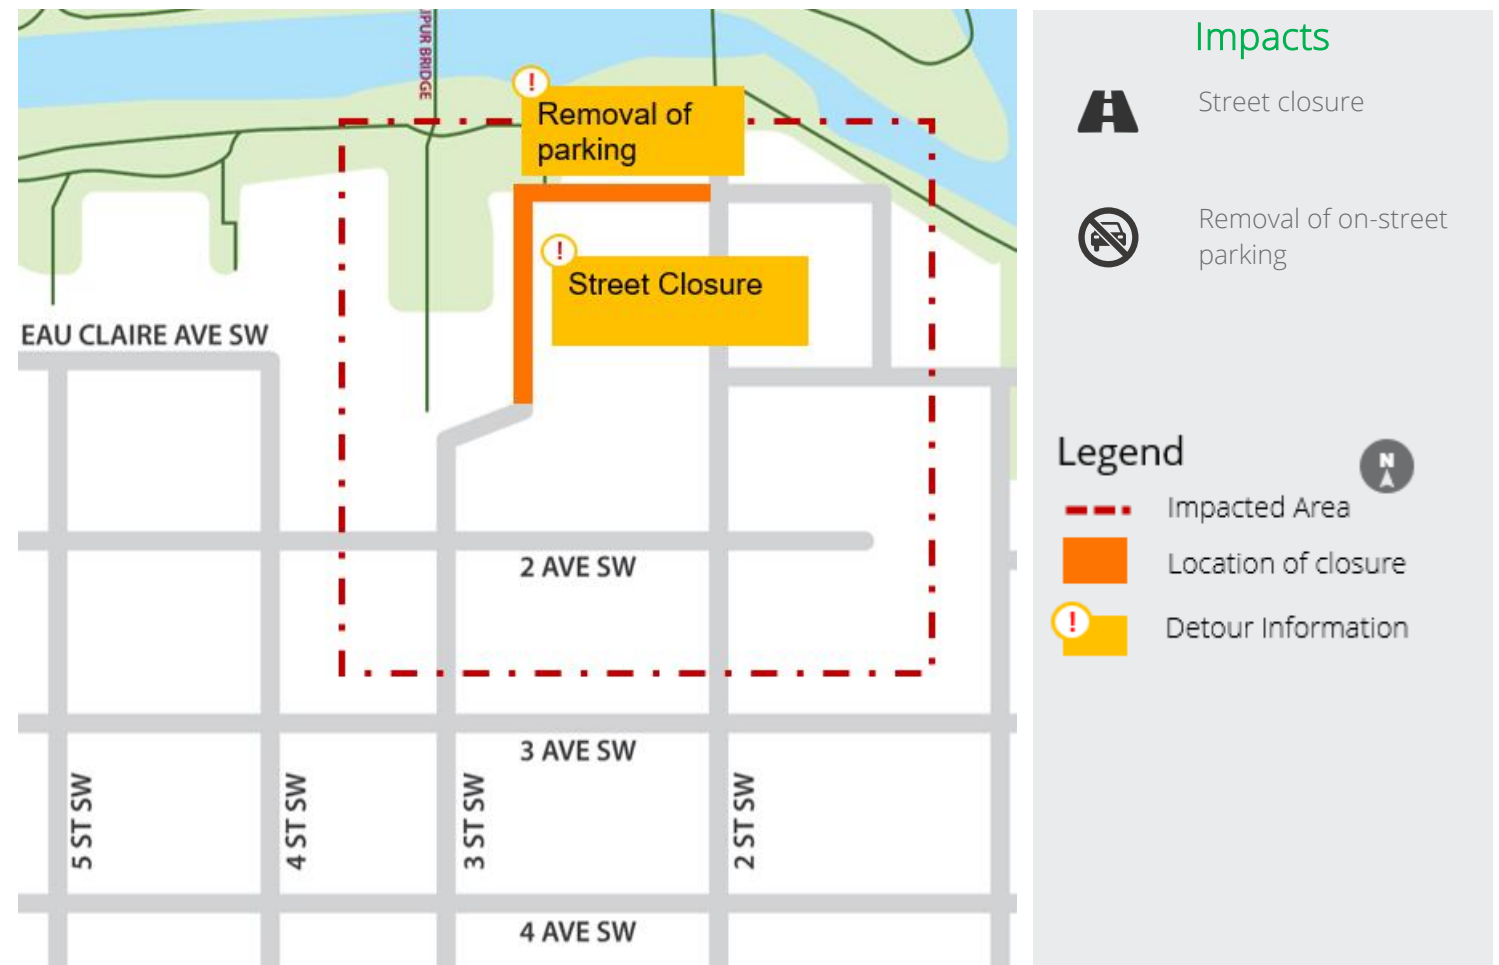 IPUR BRIDGE
!
Removal of
parking
!
Street Closure
EAU CLAIRE AVE SW
2 AVE SW
3 AVE SW
5 ST SW
4 ST SW
3 ST SW
2 ST SW
4 AVE SW
Impacts
Street closure
Removal of on-street
parking
Legend
N
Impacted Area
Location of closure
!
Detour Information